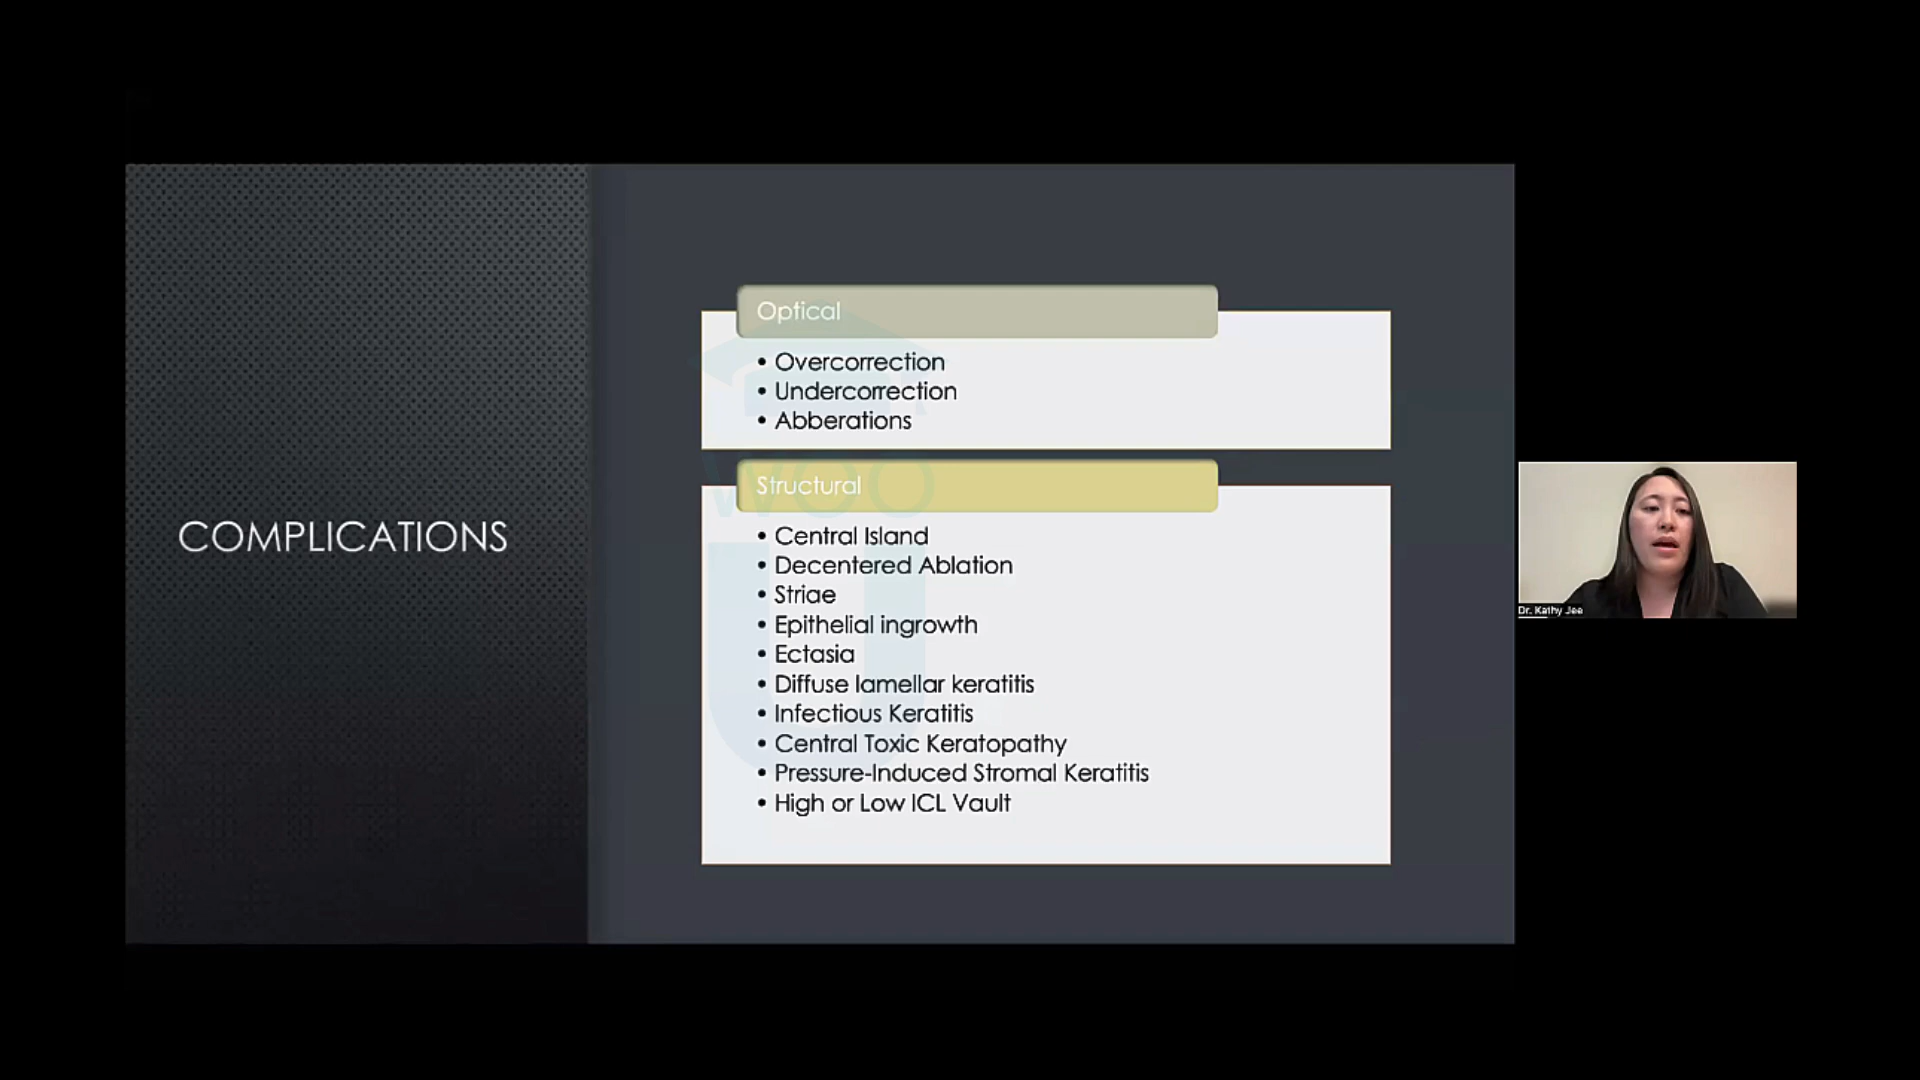 COMPLICATIONS
Optical
• Overcorrection
• Undercorrection
• Abberations
Structural
• Central Island
• Decentered Ablation
• Striae
• Epithelial ingrowth
• Ectasia
• Diffuse lamellar keratitis
• Infectious Keratitis
• Central Toxic Keratopathy
• Pressure-Induced Stromal Keratitis
• High or Low ICL Vault
WOO
U
Dr. Kathy Jee